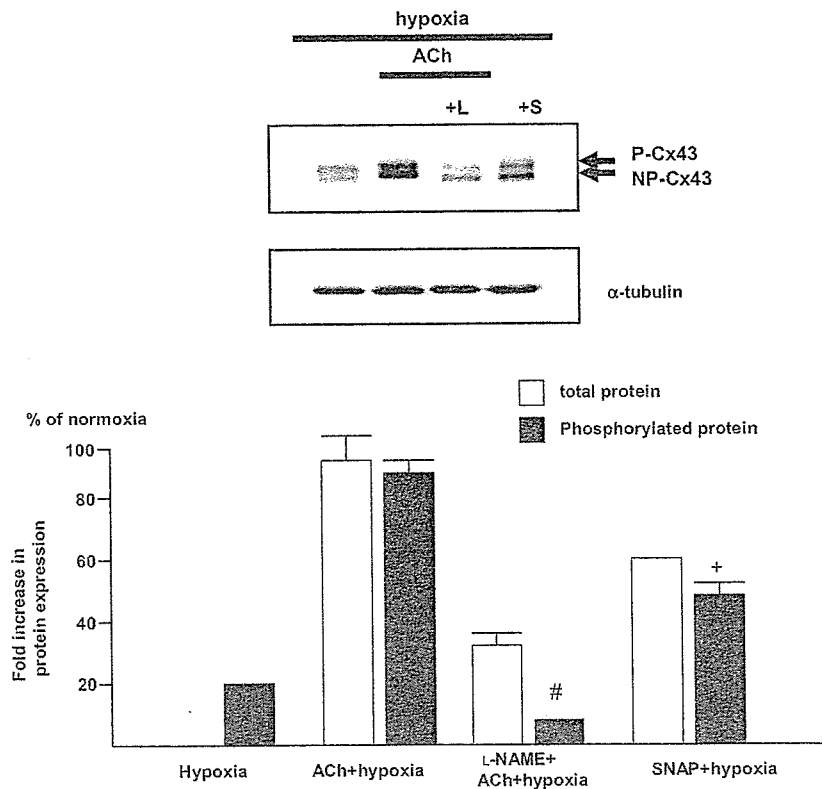 hypoxia
ACh
+L +S
P-Cx43
NP-Cx43
α-tubulin
total protein
Phosphorylated protein
% of normoxia
Fold increase in
protein expression
100
80
60
40
20
#
+
Hypoxia
ACh+hypoxia
L-NAME+
ACh+hypoxia
SNAP+hypoxia